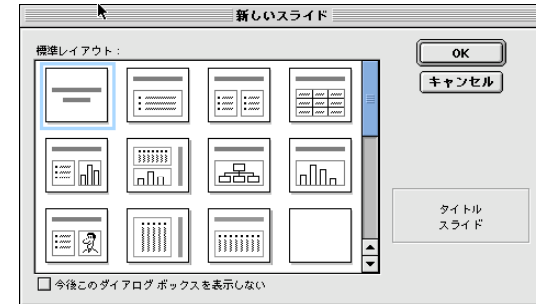 新しいスライド
標準レイアウト：
OK
キャンセル
タイトル
スライド
今後このダイアログ ボックスを表示しない